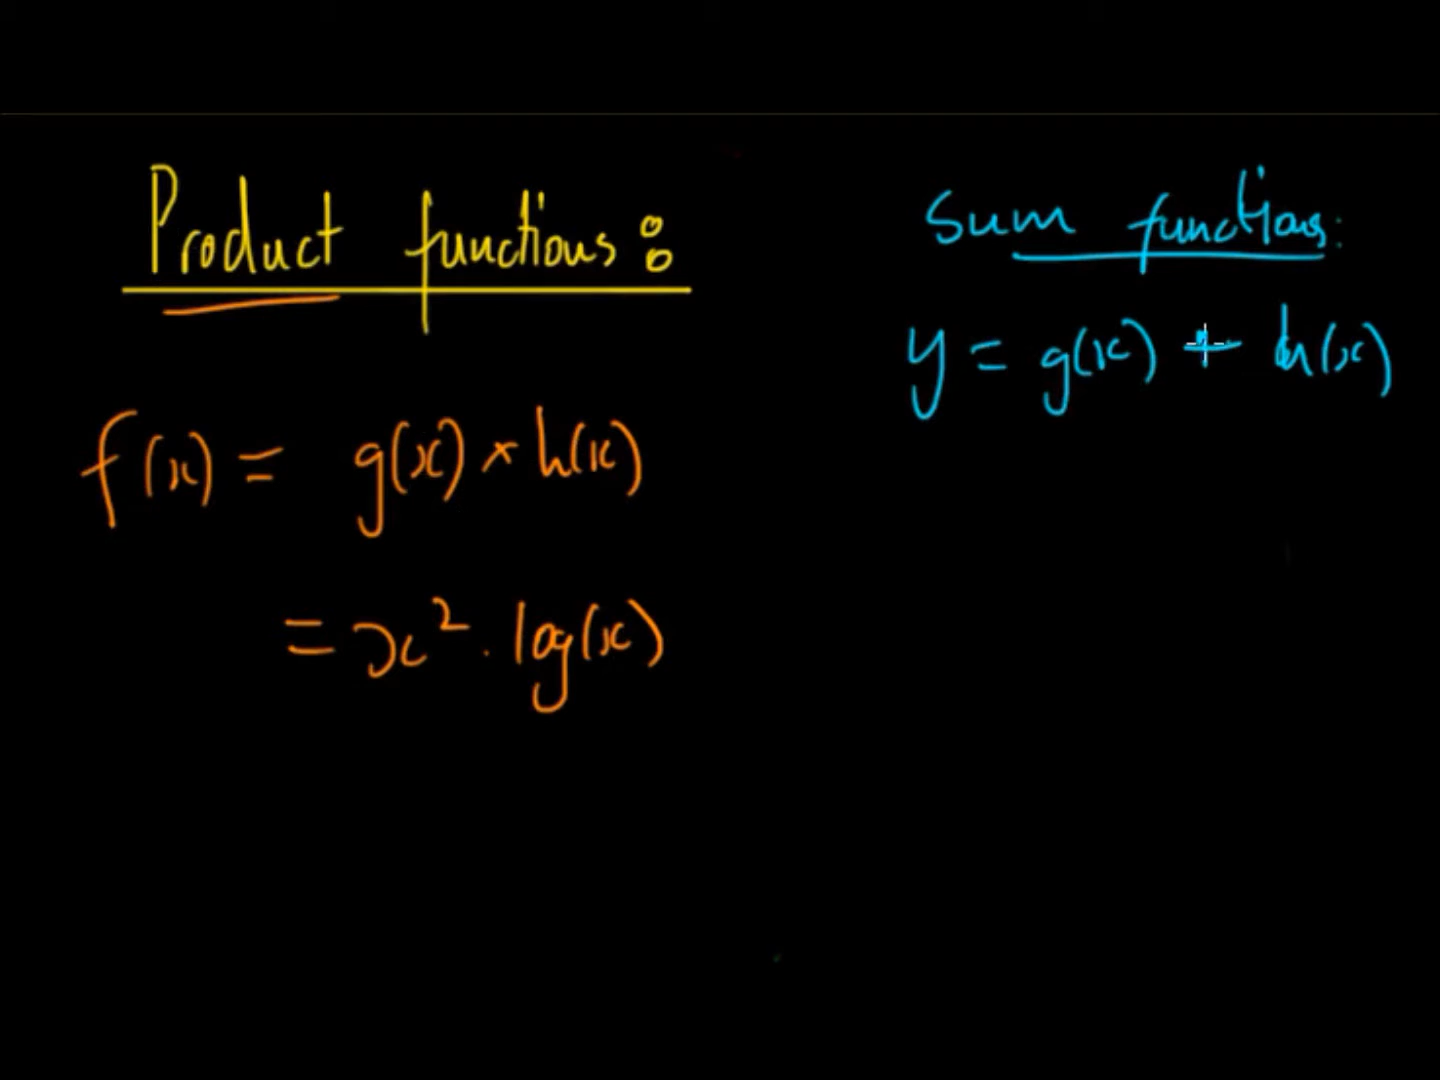 Product functions:
f(x) = g(x) × h(x)
= x² . log(x)
Sum functions:
y = g(x) + h(x)